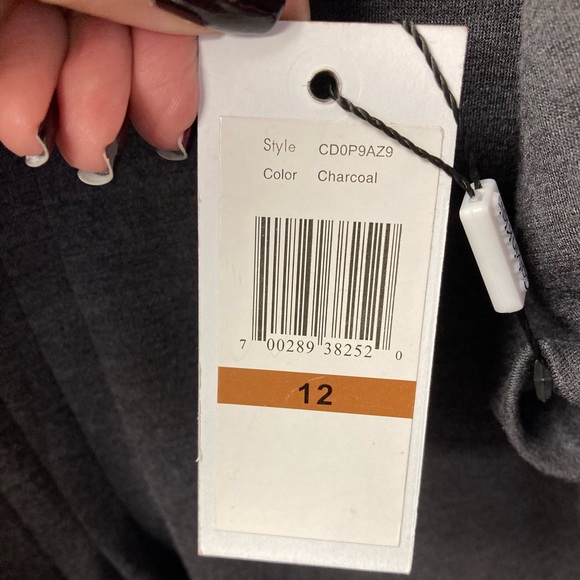 Style CD0P9AZ9
Color Charcoal
7 00289 38252 0
12